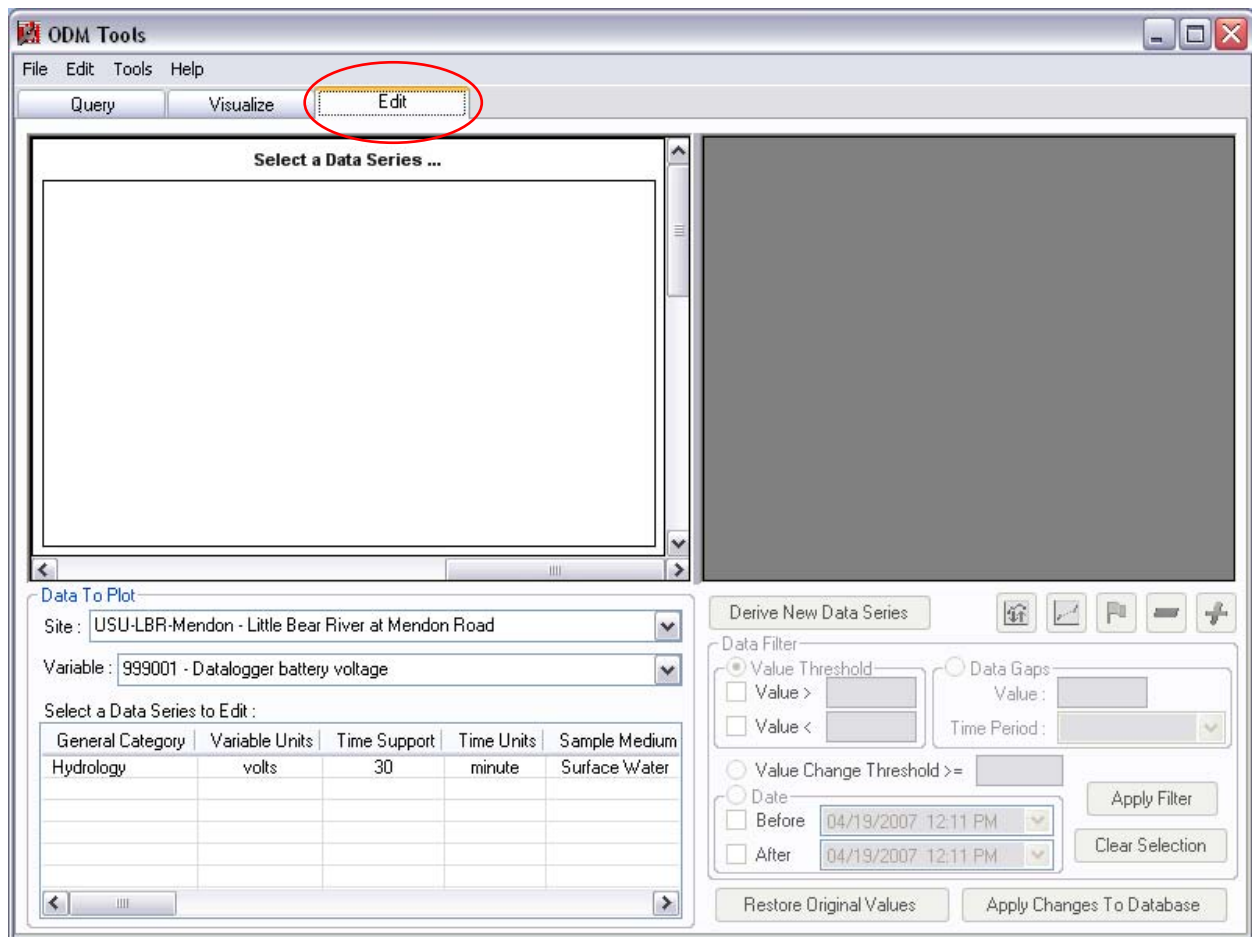 ODM Tools
File Edit Tools Help
Query Visualize Edit
Select a Data Series ...
Data To Plot
Site : USU-LBR-Mendon - Little Bear River at Mendon Road
Variable : 999001 - Datalogger battery voltage
Select a Data Series to Edit :
General Category Variable Units Time Support Time Units Sample Medium
Hydrology volts 30 minute Surface Water
Derive New Data Series
Data Filter
Value Threshold
Value >
Value <
Data Gaps
Value :
Time Period :
Value Change Threshold >=
Date
Before 04/19/2007 12:11 PM
After 04/19/2007 12:11 PM
Apply Filter
Clear Selection
Restore Original Values
Apply Changes To Database